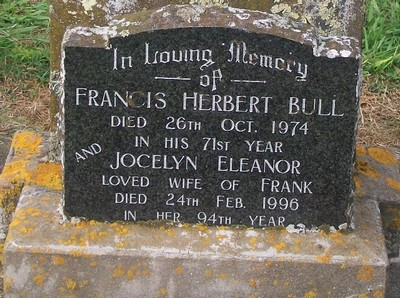 In Loving Memory
of
FRANCIS HERBERT BULL
DIED 26TH OCT. 1974
IN HIS 71ST YEAR
AND
JOCELYN ELEANOR
LOVED WIFE OF FRANK
DIED 24TH FEB. 1996
IN HER 94TH YEAR